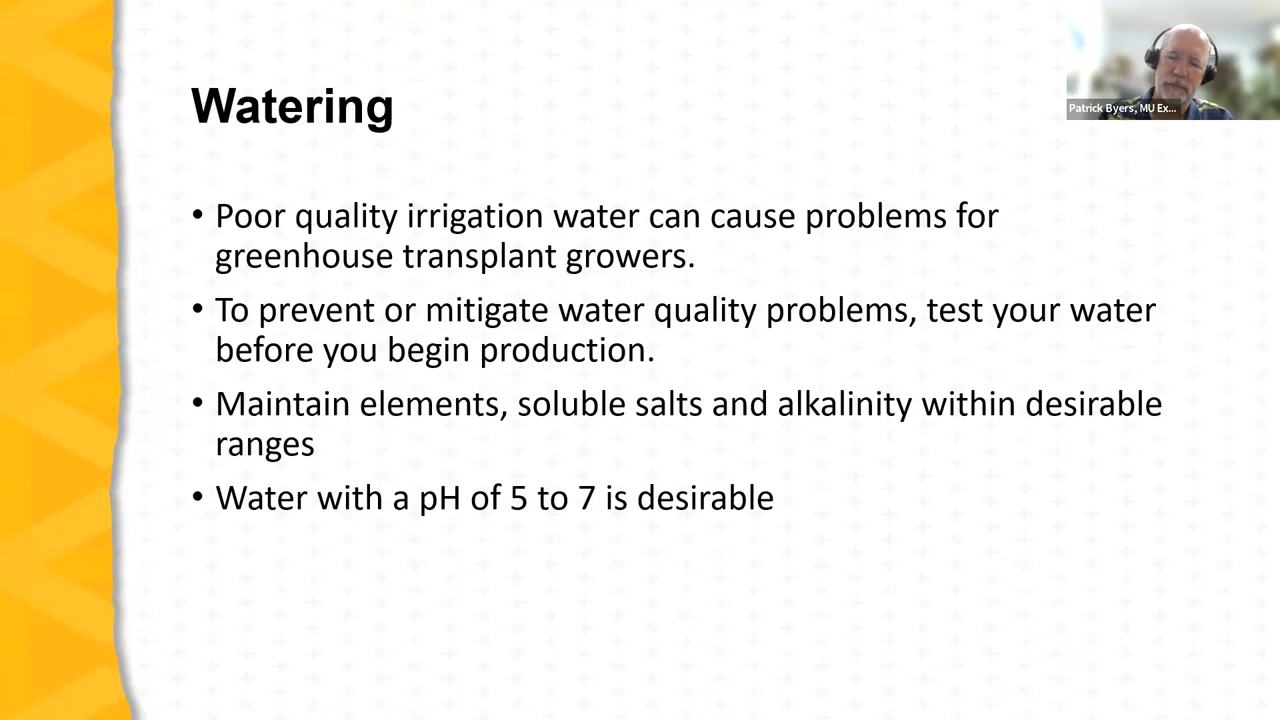 Patrick Byers, MU Ex...
Watering
• Poor quality irrigation water can cause problems for
greenhouse transplant growers.
• To prevent or mitigate water quality problems, test your water
before you begin production.
• Maintain elements, soluble salts and alkalinity within desirable
ranges
• Water with a pH of 5 to 7 is desirable